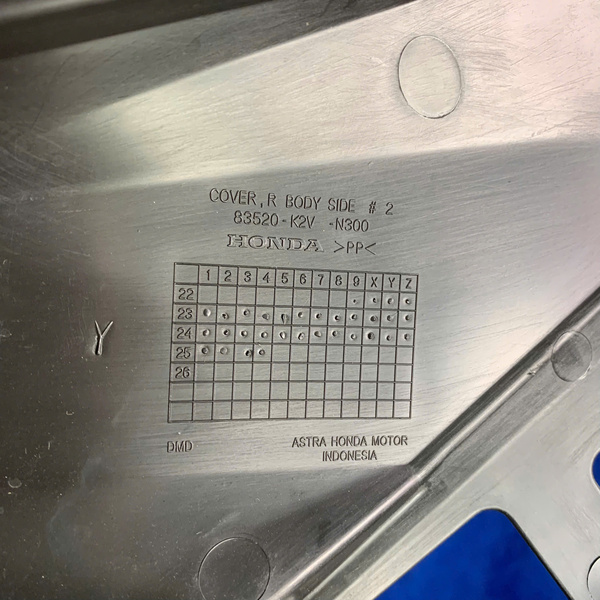 COVER, R BODY SIDE # 2
83520-K2V -N300
HONDA >PP<
1 2 3 4 5 6 7 8 9 X Y Z
22
23
24
25
26
Y
DMD
ASTRA HONDA MOTOR
INDONESIA